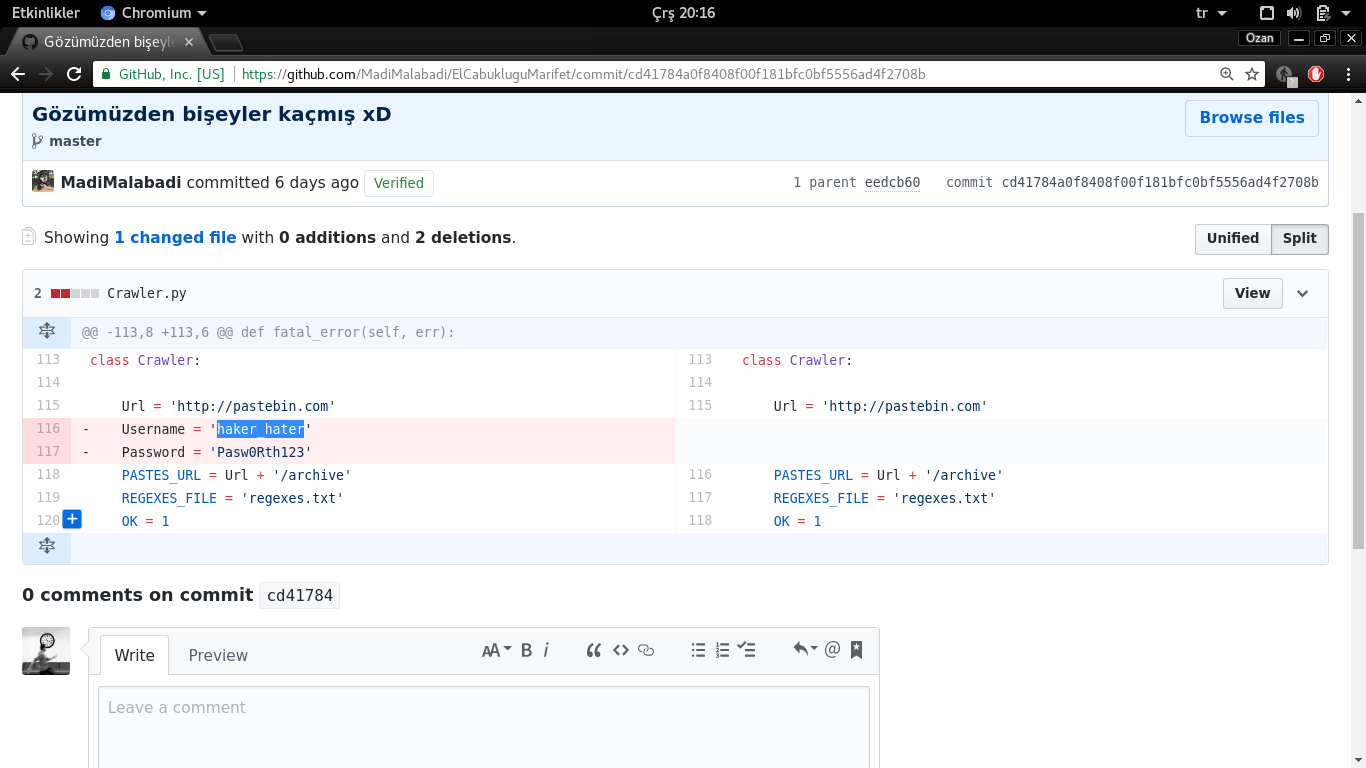 Etkinlikler Chromium Çrş 20:16 tr
Gözümüzden bişeyle × Ozan
GitHub, Inc. [US] https://github.com/MadiMalabadi/ElCabukluguMarifet/commit/cd41784a0f8408f00f181bfc0bf5556ad4f2708b
Gözümüzden bişeyler kaçmış xD Browse files
master
MadiMalabadi committed 6 days ago Verified 1 parent eedcb60 commit cd41784a0f8408f00f181bfc0bf5556ad4f2708b
Showing 1 changed file with 0 additions and 2 deletions. Unified Split
2 Crawler.py View
@@ -113,8 +113,6 @@ def fatal_error(self, err):
113 class Crawler: 113 class Crawler:
114 114
115 Url = 'http://pastebin.com' 115 Url = 'http://pastebin.com'
116 - Username = 'haker_hater'
117 - Password = 'Pasw0Rth123'
118 PASTES_URL = Url + '/archive' 116 PASTES_URL = Url + '/archive'
119 REGEXES_FILE = 'regexes.txt' 117 REGEXES_FILE = 'regexes.txt'
120 + OK = 1 118 OK = 1
0 comments on commit cd41784
Write Preview AA B i @
Leave a comment